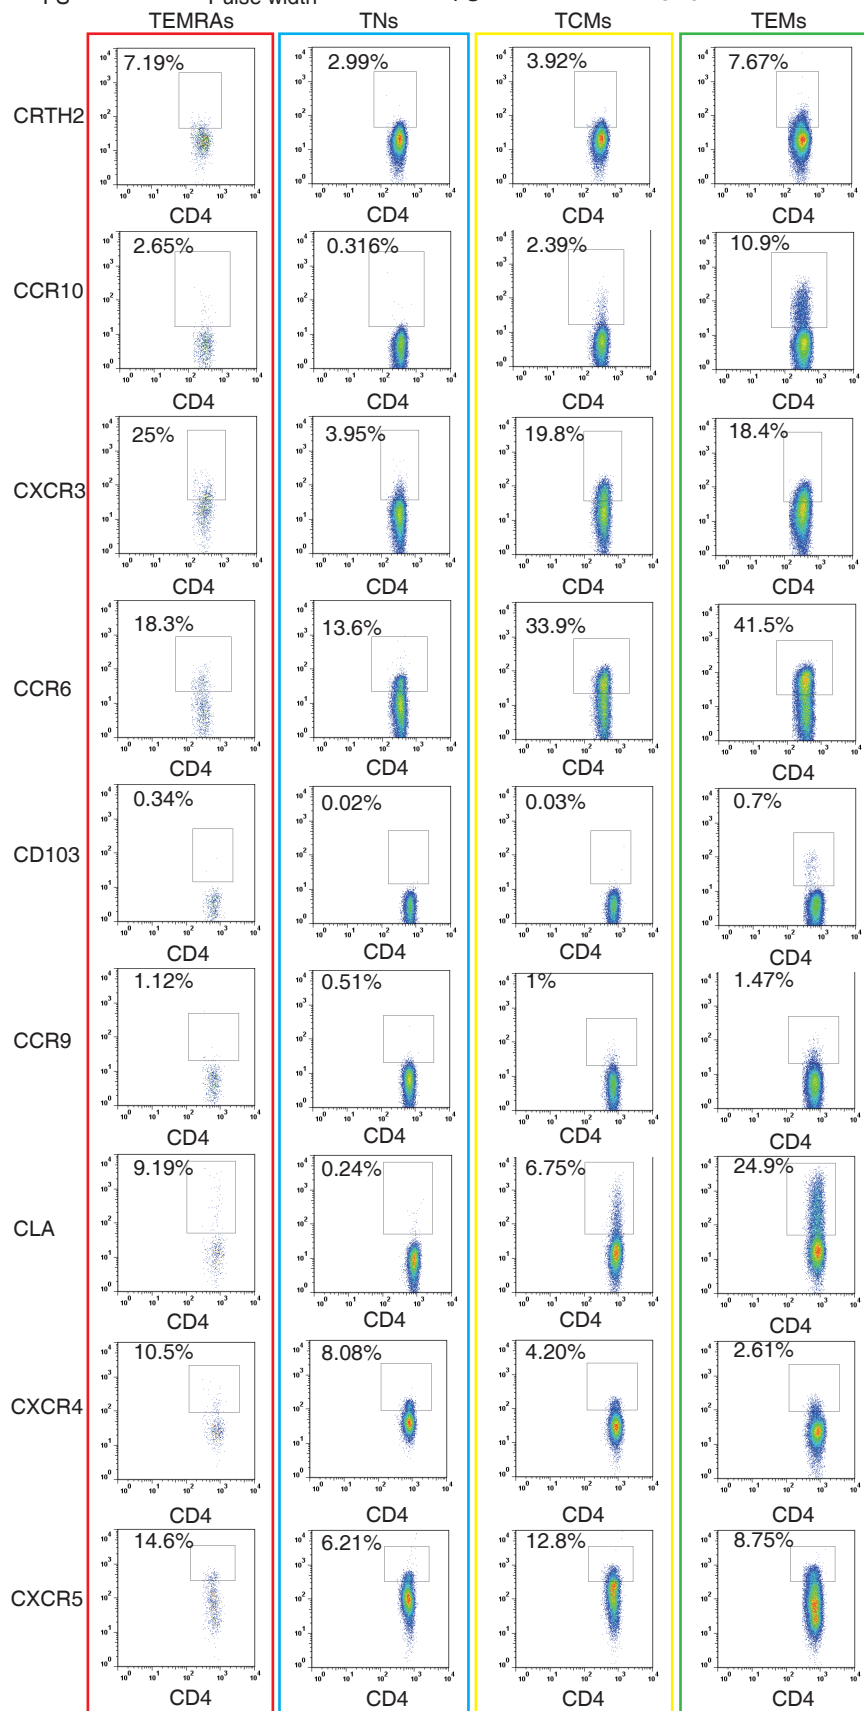 Pulse width
TEMRAs TNs TCMs TEMs
CRTH2 7.19% 2.99% 3.92% 7.67%
CD4 CD4 CD4 CD4
CCR10 2.65% 0.316% 2.39% 10.9%
CD4 CD4 CD4 CD4
CXCR3 25% 3.95% 19.8% 18.4%
CD4 CD4 CD4 CD4
CCR6 18.3% 13.6% 33.9% 41.5%
CD4 CD4 CD4 CD4
CD103 0.34% 0.02% 0.03% 0.7%
CD4 CD4 CD4 CD4
CCR9 1.12% 0.51% 1% 1.47%
CD4 CD4 CD4 CD4
CLA 9.19% 0.24% 6.75% 24.9%
CD4 CD4 CD4 CD4
CXCR4 10.5% 8.08% 4.20% 2.61%
CD4 CD4 CD4 CD4
CXCR5 14.6% 6.21% 12.8% 8.75%
CD4 CD4 CD4 CD4